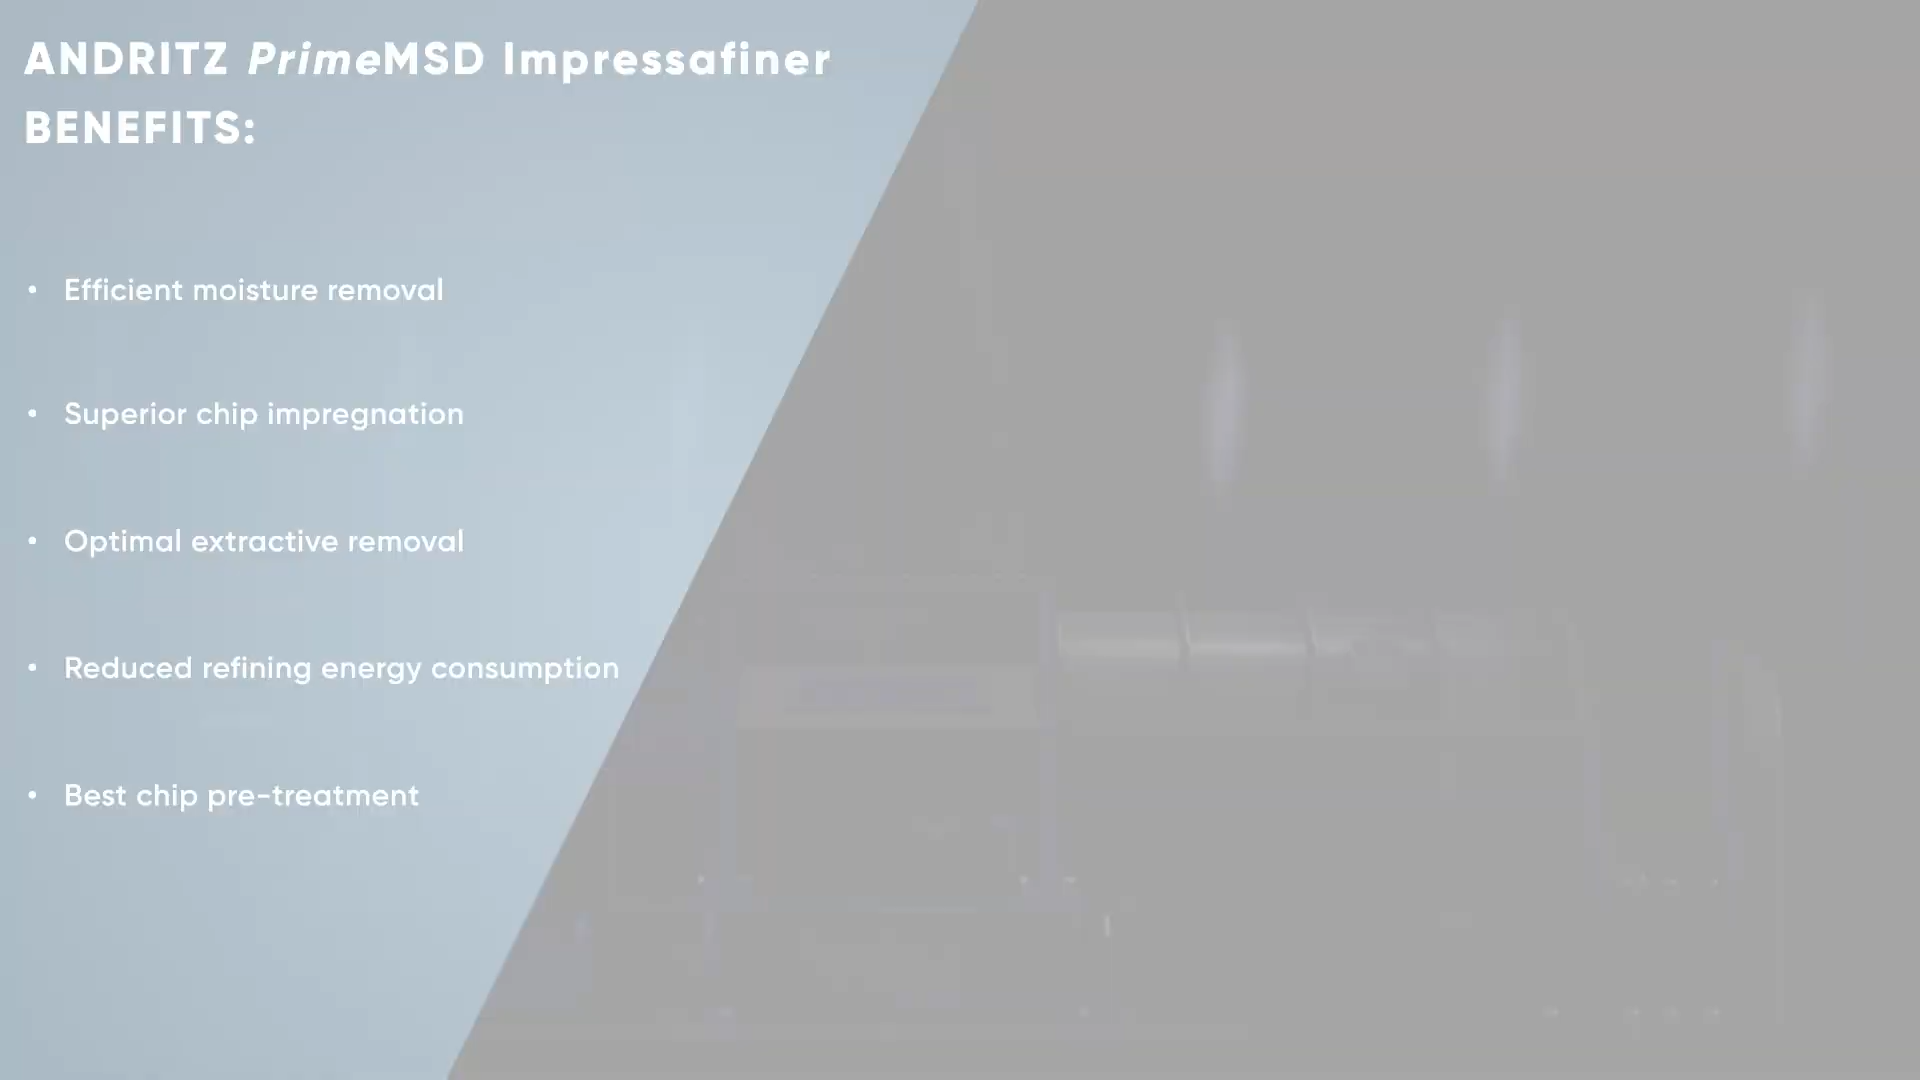 ANDRITZ PrimeMSD Impressafiner
BENEFITS:
• Efficient moisture removal
• Superior chip impregnation
• Optimal extractive removal
• Reduced refining energy consumption
• Best chip pre-treatment